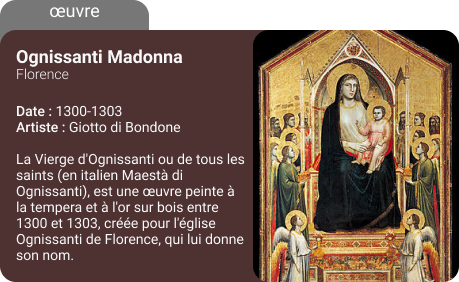 œuvre
Ognissanti Madonna
Florence
Date : 1300-1303
Artiste : Giotto di Bondone
La Vierge d'Ognissanti ou de tous les
saints (en italien Maestà di
Ognissanti), est une œuvre peinte à
la tempera et à l'or sur bois entre
1300 et 1303, créée pour l'église
Ognissanti de Florence, qui lui donne
son nom.